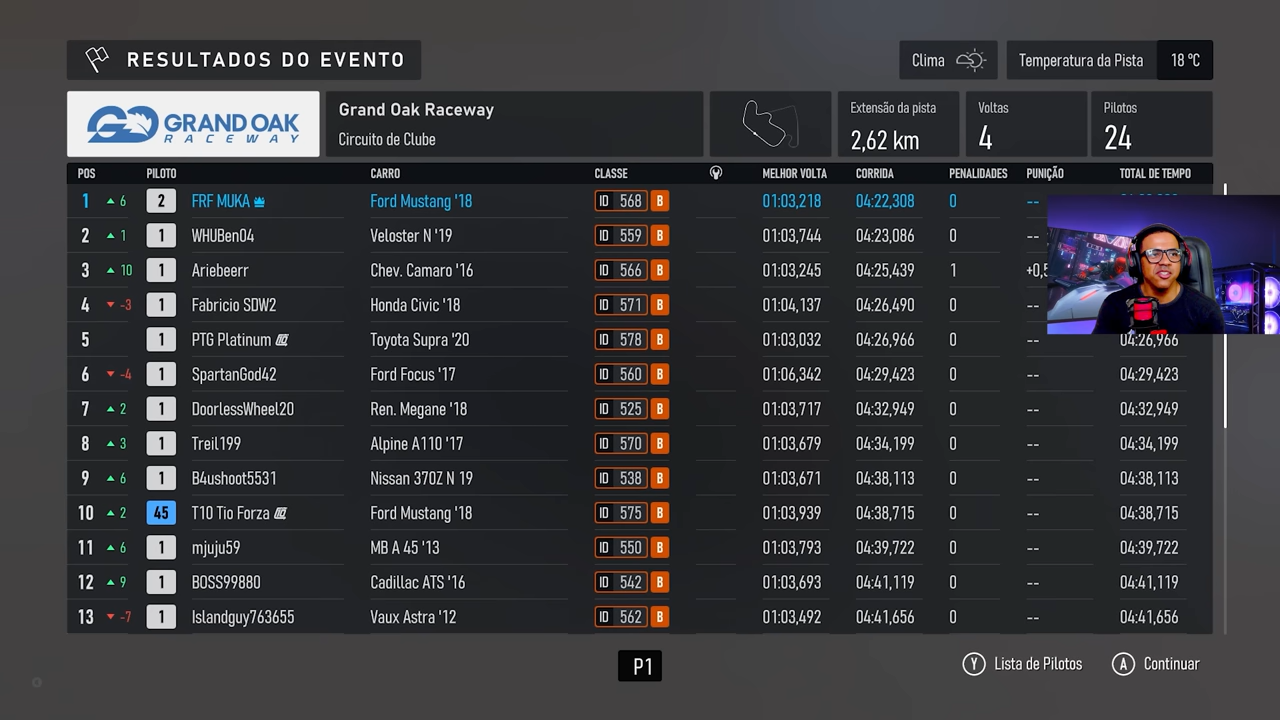 RESULTADOS DO EVENTO
Clima
Temperatura da Pista 18 ºC
GRAND OAK
RACEWAY
Grand Oak Raceway
Circuito de Clube
Extensão da pista
2,62 km
Voltas
4
Pilotos
24
POS PILOTO CARRO CLASSE MELHOR VOLTA CORRIDA PENALIDADES PUNIÇÃO TOTAL DE TEMPO
1 6 2 FRF MUKA Ford Mustang '18 ID 568 B 01:03,218 04:22,308 0 --
2 1 1 WHUBen04 Veloster N '19 ID 559 B 01:03,744 04:23,086 0 --
3 10 1 Ariebeerr Chev. Camaro '16 ID 566 B 01:03,245 04:25,439 1
4 -3 1 Fabricio SDW2 Honda Civic '18 ID 571 B 01:04,137 04:26,490 0 --
5 1 PTG Platinum Toyota Supra '20 ID 578 B 01:03,032 04:26,966 0 -- 04:26,966
6 -4 1 SpartanGod42 Ford Focus '17 ID 560 B 01:06,342 04:29,423 0 -- 04:29,423
7 2 1 DoorlessWheel20 Ren. Megane '18 ID 525 B 01:03,717 04:32,949 0 -- 04:32,949
8 3 1 Treil199 Alpine A110 '17 ID 570 B 01:03,679 04:34,199 0 -- 04:34,199
9 6 1 B4ushoot5531 Nissan 370Z N 19 ID 538 B 01:03,671 04:38,113 0 -- 04:38,113
10 2 45 T10 Tio Forza Ford Mustang '18 ID 575 B 01:03,939 04:38,715 0 -- 04:38,715
11 6 1 mjuju59 MB A 45 '13 ID 550 B 01:03,793 04:39,722 0 -- 04:39,722
12 9 1 BOSS99880 Cadillac ATS '16 ID 542 B 01:03,693 04:41,119 0 -- 04:41,119
13 -7 1 Islandguy763655 Vaux Astra '12 ID 562 B 01:03,492 04:41,656 0 -- 04:41,656
P1
Y Lista de Pilotos
A Continuar